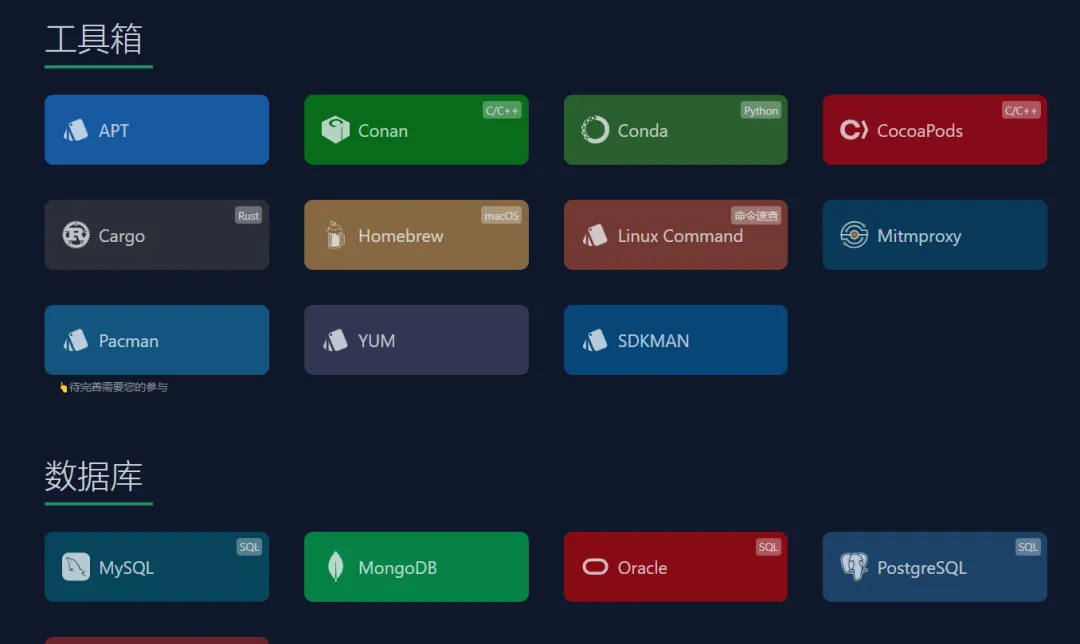 工具箱
APT
C/C++
Conan
Python
Conda
C/C++
CocoaPods
Rust
Cargo
macOS
Homebrew
命令速查
Linux Command
Mitmproxy
Pacman
YUM
SDKMAN
👆待完善需要您的参与
数据库
SQL
MySQL
MongoDB
SQL
Oracle
SQL
PostgreSQL